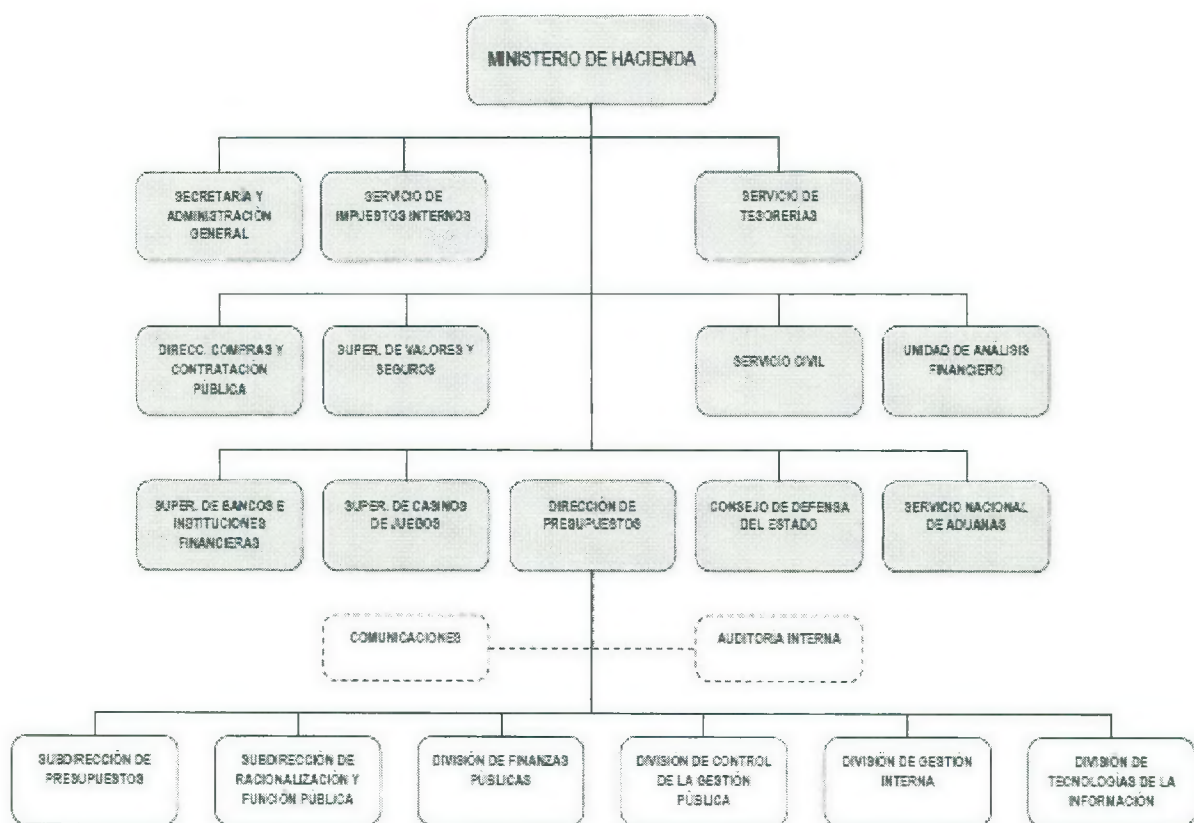 MINISTERIO DE HACIENDA
SECRETARÍA Y
ADMINISTRACIÓN
GENERAL
SERVICIO DE
IMPUESTOS INTERNOS
SERVICIO DE
TESORERÍAS
DIRECC. COMPRAS Y
CONTRATACIÓN
PÚBLICA
SUPER. DE VALORES Y
SEGUROS
SERVICIO CIVIL
UNIDAD DE ANÁLISIS
FINANCIERO
SUPER. DE BANCOS E
INSTITUCIONES
FINANCIERAS
SUPER. DE CASINOS
DE JUEGOS
DIRECCIÓN DE
PRESUPUESTOS
CONSEJO DE DEFENSA
DEL ESTADO
SERVICIO NACIONAL
DE ADUANAS
COMUNICACIONES
AUDITORIA INTERNA
SUBDIRECCIÓN DE
PRESUPUESTOS
SUBDIRECCIÓN DE
RACIONALIZACIÓN Y
FUNCIÓN PÚBLICA
DIVISIÓN DE FINANZAS
PÚBLICAS
DIVISIÓN DE CONTROL
DE LA GESTIÓN
PÚBLICA
DIVISIÓN DE GESTIÓN
INTERNA
DIVISIÓN DE
TECNOLOGÍAS DE LA
INFORMACIÓN